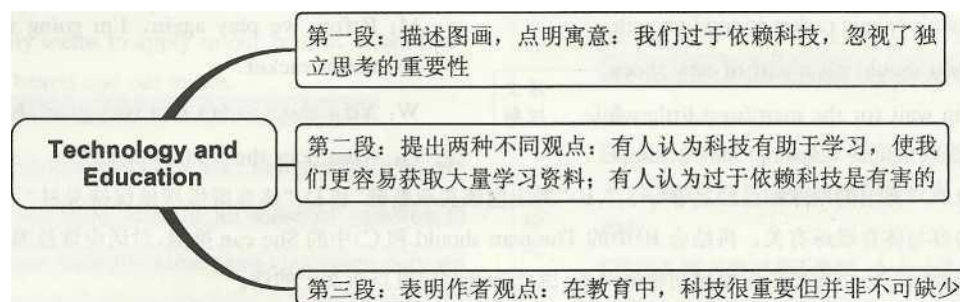 第一段：描述图画，点明寓意：我们过于依赖科技，忽视了独
立思考的重要性
Technology and
Education
第二段：提出两种不同观点：有人认为科技有助于学习，使我
们更容易获取大量学习资料；有人认为过于依赖科技是有害的
第三段：表明作者观点：在教育中，科技很重要但并非不可缺少